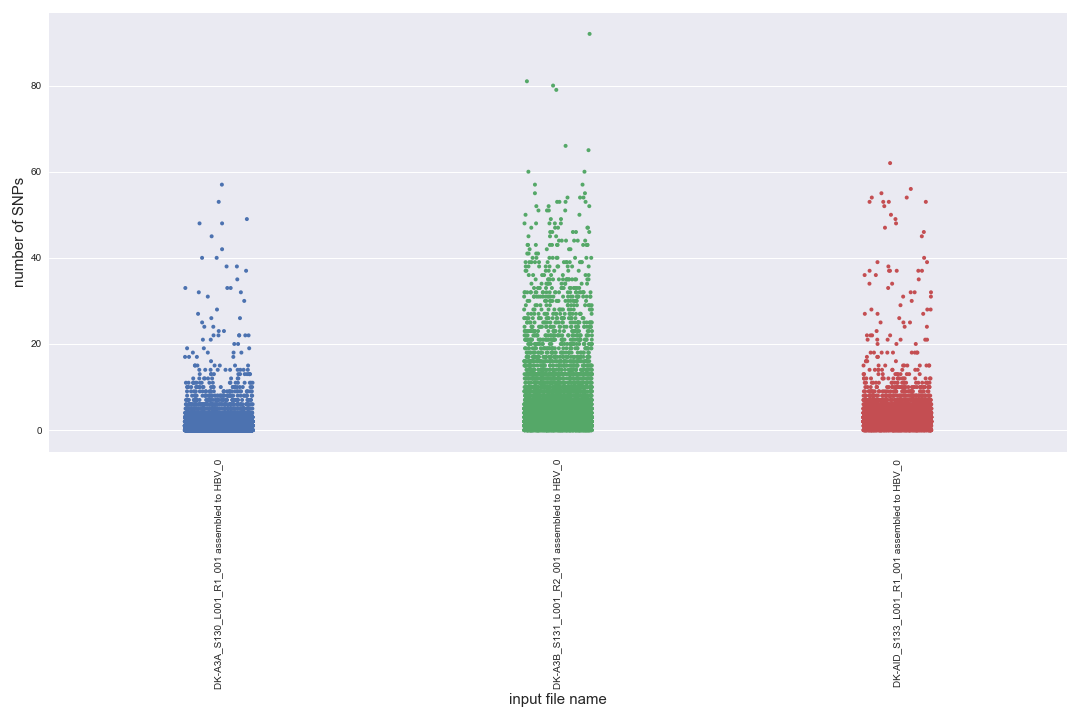 number of SNPs
80
60
40
20
0
DK-A3A_S130_L001_R1_001 assembled to HBV_0
DK-A3B_S131_L001_R2_001 assembled to HBV_0
DK-AID_S133_L001_R1_001 assembled to HBV_0
input file name